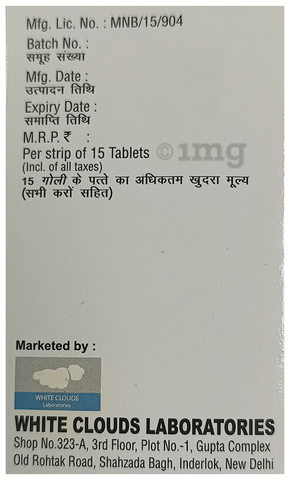 Mfg. Lic. No. : MNB/15/904
Batch No. :
समूह संख्या
Mfg. Date :
उत्पादन तिथि
Expiry Date :
समाप्ति तिथि
M.R.P. ₹ :
Per strip of 15 Tablets
(Incl. of all taxes)
15 गोली के पत्ते का अधिकतम खुदरा मूल्य
(सभी करों सहित)
© 1mg
Marketed by :
WHITE CLOUDS
Laboratories
WHITE CLOUDS LABORATORIES
Shop No.323-A, 3rd Floor, Plot No.-1, Gupta Complex
Old Rohtak Road, Shahzada Bagh, Inderlok, New Delhi